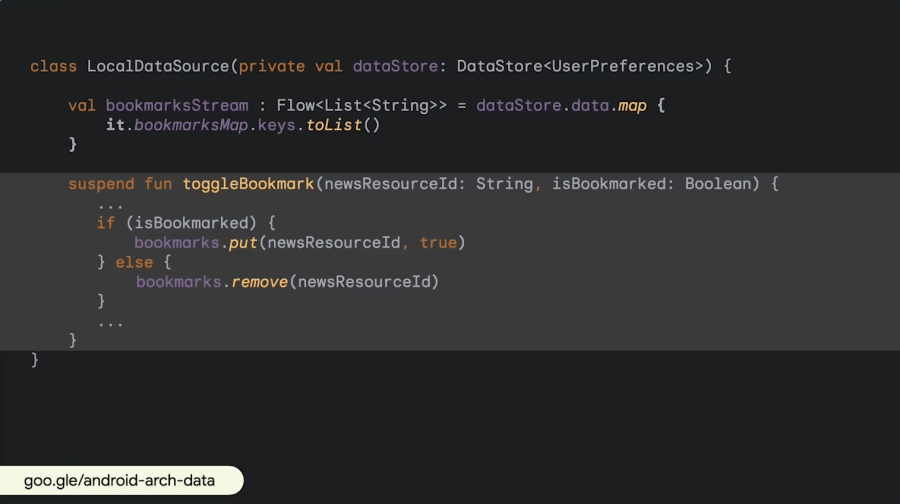 class LocalDataSource(private val dataStore: DataStore<UserPreferences>) {
val bookmarksStream : Flow<List<String>> = dataStore.data.map {
it.bookmarksMap.keys.toList()
}
suspend fun toggleBookmark(newsResourceId: String, isBookmarked: Boolean) {
...
if (isBookmarked) {
bookmarks.put(newsResourceId, true)
} else {
bookmarks.remove(newsResourceId)
}
...
}
}
goo.gle/android-arch-data